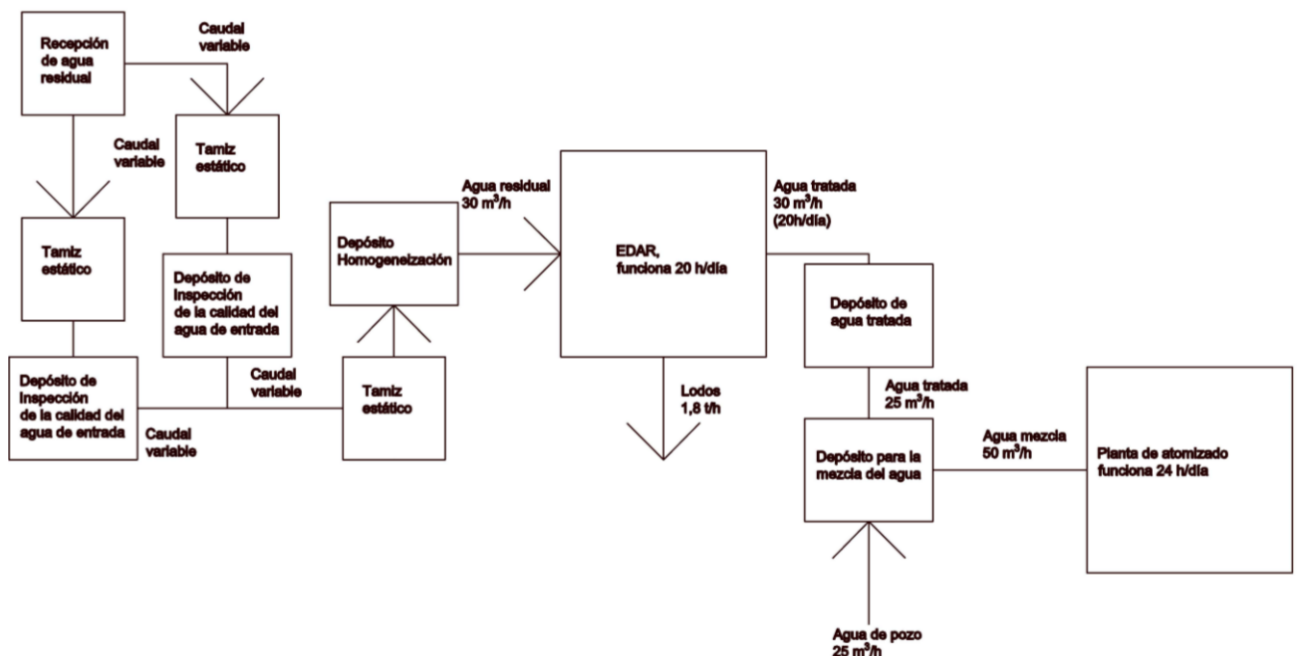 Recepción
de agua
residual
Caudal
variable
Caudal
variable
Tamiz
estático
Tamiz
estático
Depósito de
Inspección
de la calidad del
agua de entrada
Depósito de
Inspección
de la calidad del
agua de entrada
Caudal
variable
Caudal
variable
Tamiz
estático
Depósito
Homogeneización
Agua residual
30 m³/h
EDAR,
funciona 20 h/día
Agua tratada
30 m³/h
(20h/día)
Lodos
1,8 t/h
Depósito de
agua tratada
Agua tratada
25 m³/h
Depósito para la
mezcla del agua
Agua mezcla
50 m³/h
Planta de atomizado
funciona 24 h/día
Agua de pozo
25 m³/h